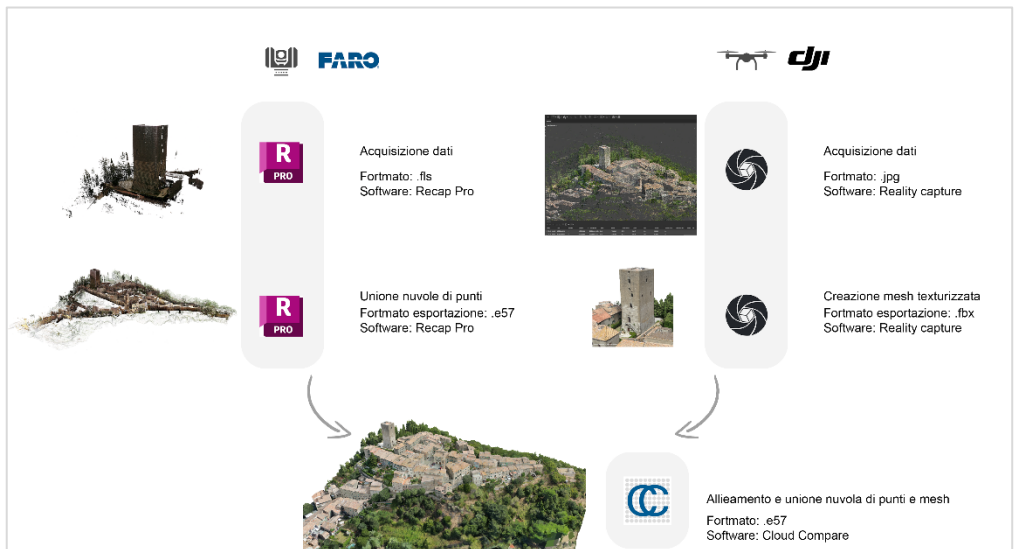 FARO
dji
R
PRO
Acquisizione dati
Fortmato: .fls
Software: Recap Pro
Acquisizione dati
Fortmato: .jpg
Software: Reality capture
R
PRO
Unione nuvole di punti
Formato esportazione: .e57
Software: Recap Pro
Creazione mesh texturizzata
Formato esportazione: .fbx
Software: Reality capture
CC
Allieamento e unione nuvola di punti e mesh
Fortmato: .e57
Software: Cloud Compare